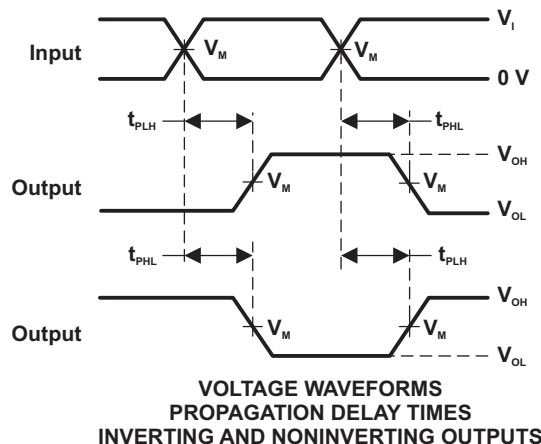 V_I
Input
V_M
V_M
0 V
t_PLH
t_PHL
V_OH
Output
V_M
V_M
V_OL
t_PHL
t_PLH
V_OH
Output
V_M
V_M
V_OL
VOLTAGE WAVEFORMS
PROPAGATION DELAY TIMES
INVERTING AND NONINVERTING OUTPUTS